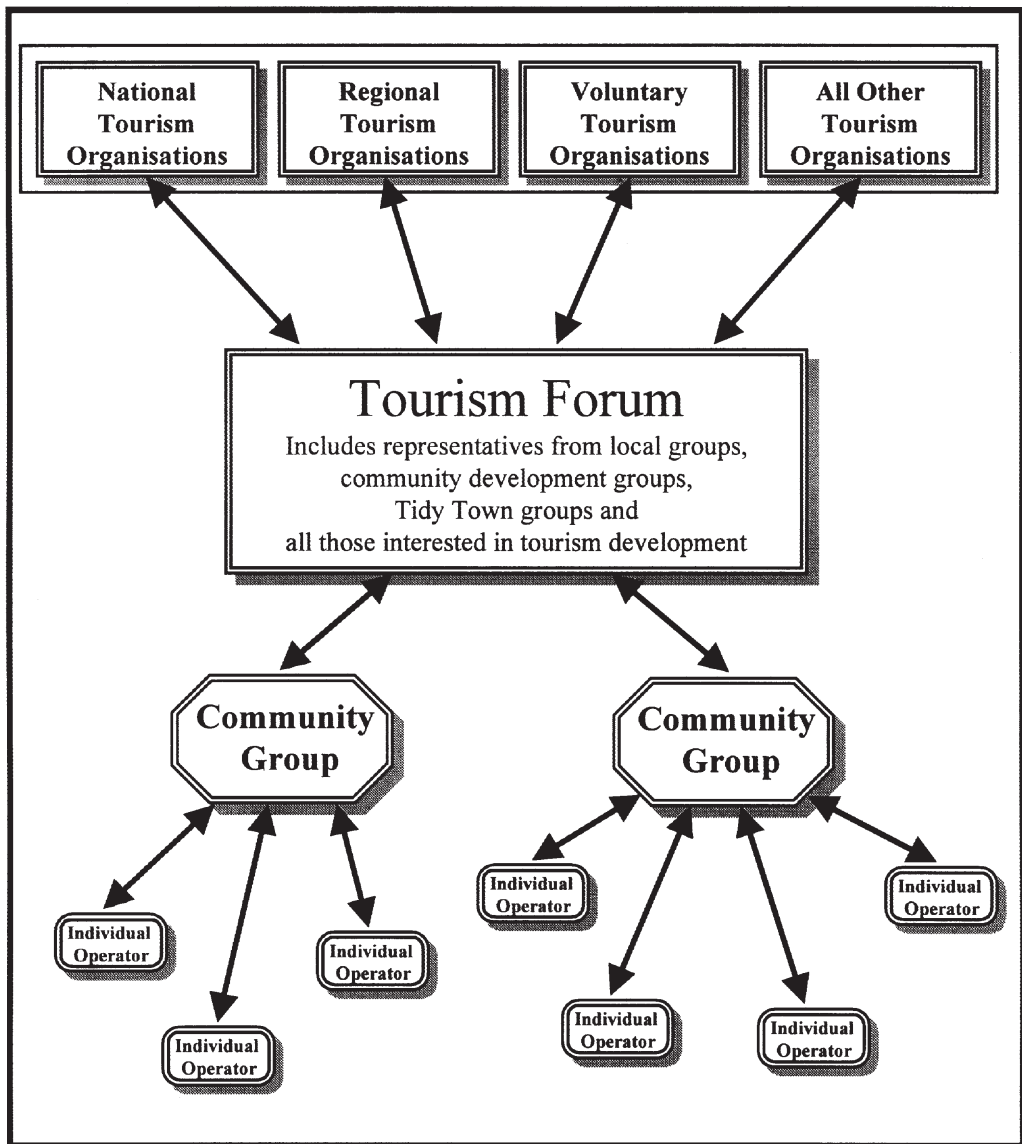 National
Tourism
Organisations
Regional
Tourism
Organisations
Voluntary
Tourism
Organisations
All Other
Tourism
Organisations
Tourism Forum
Includes representatives from local groups,
community development groups,
Tidy Town groups and
all those interested in tourism development
Community
Group
Community
Group
Individual
Operator
Individual
Operator
Individual
Operator
Individual
Operator
Individual
Operator
Individual
Operator
Individual
Operator